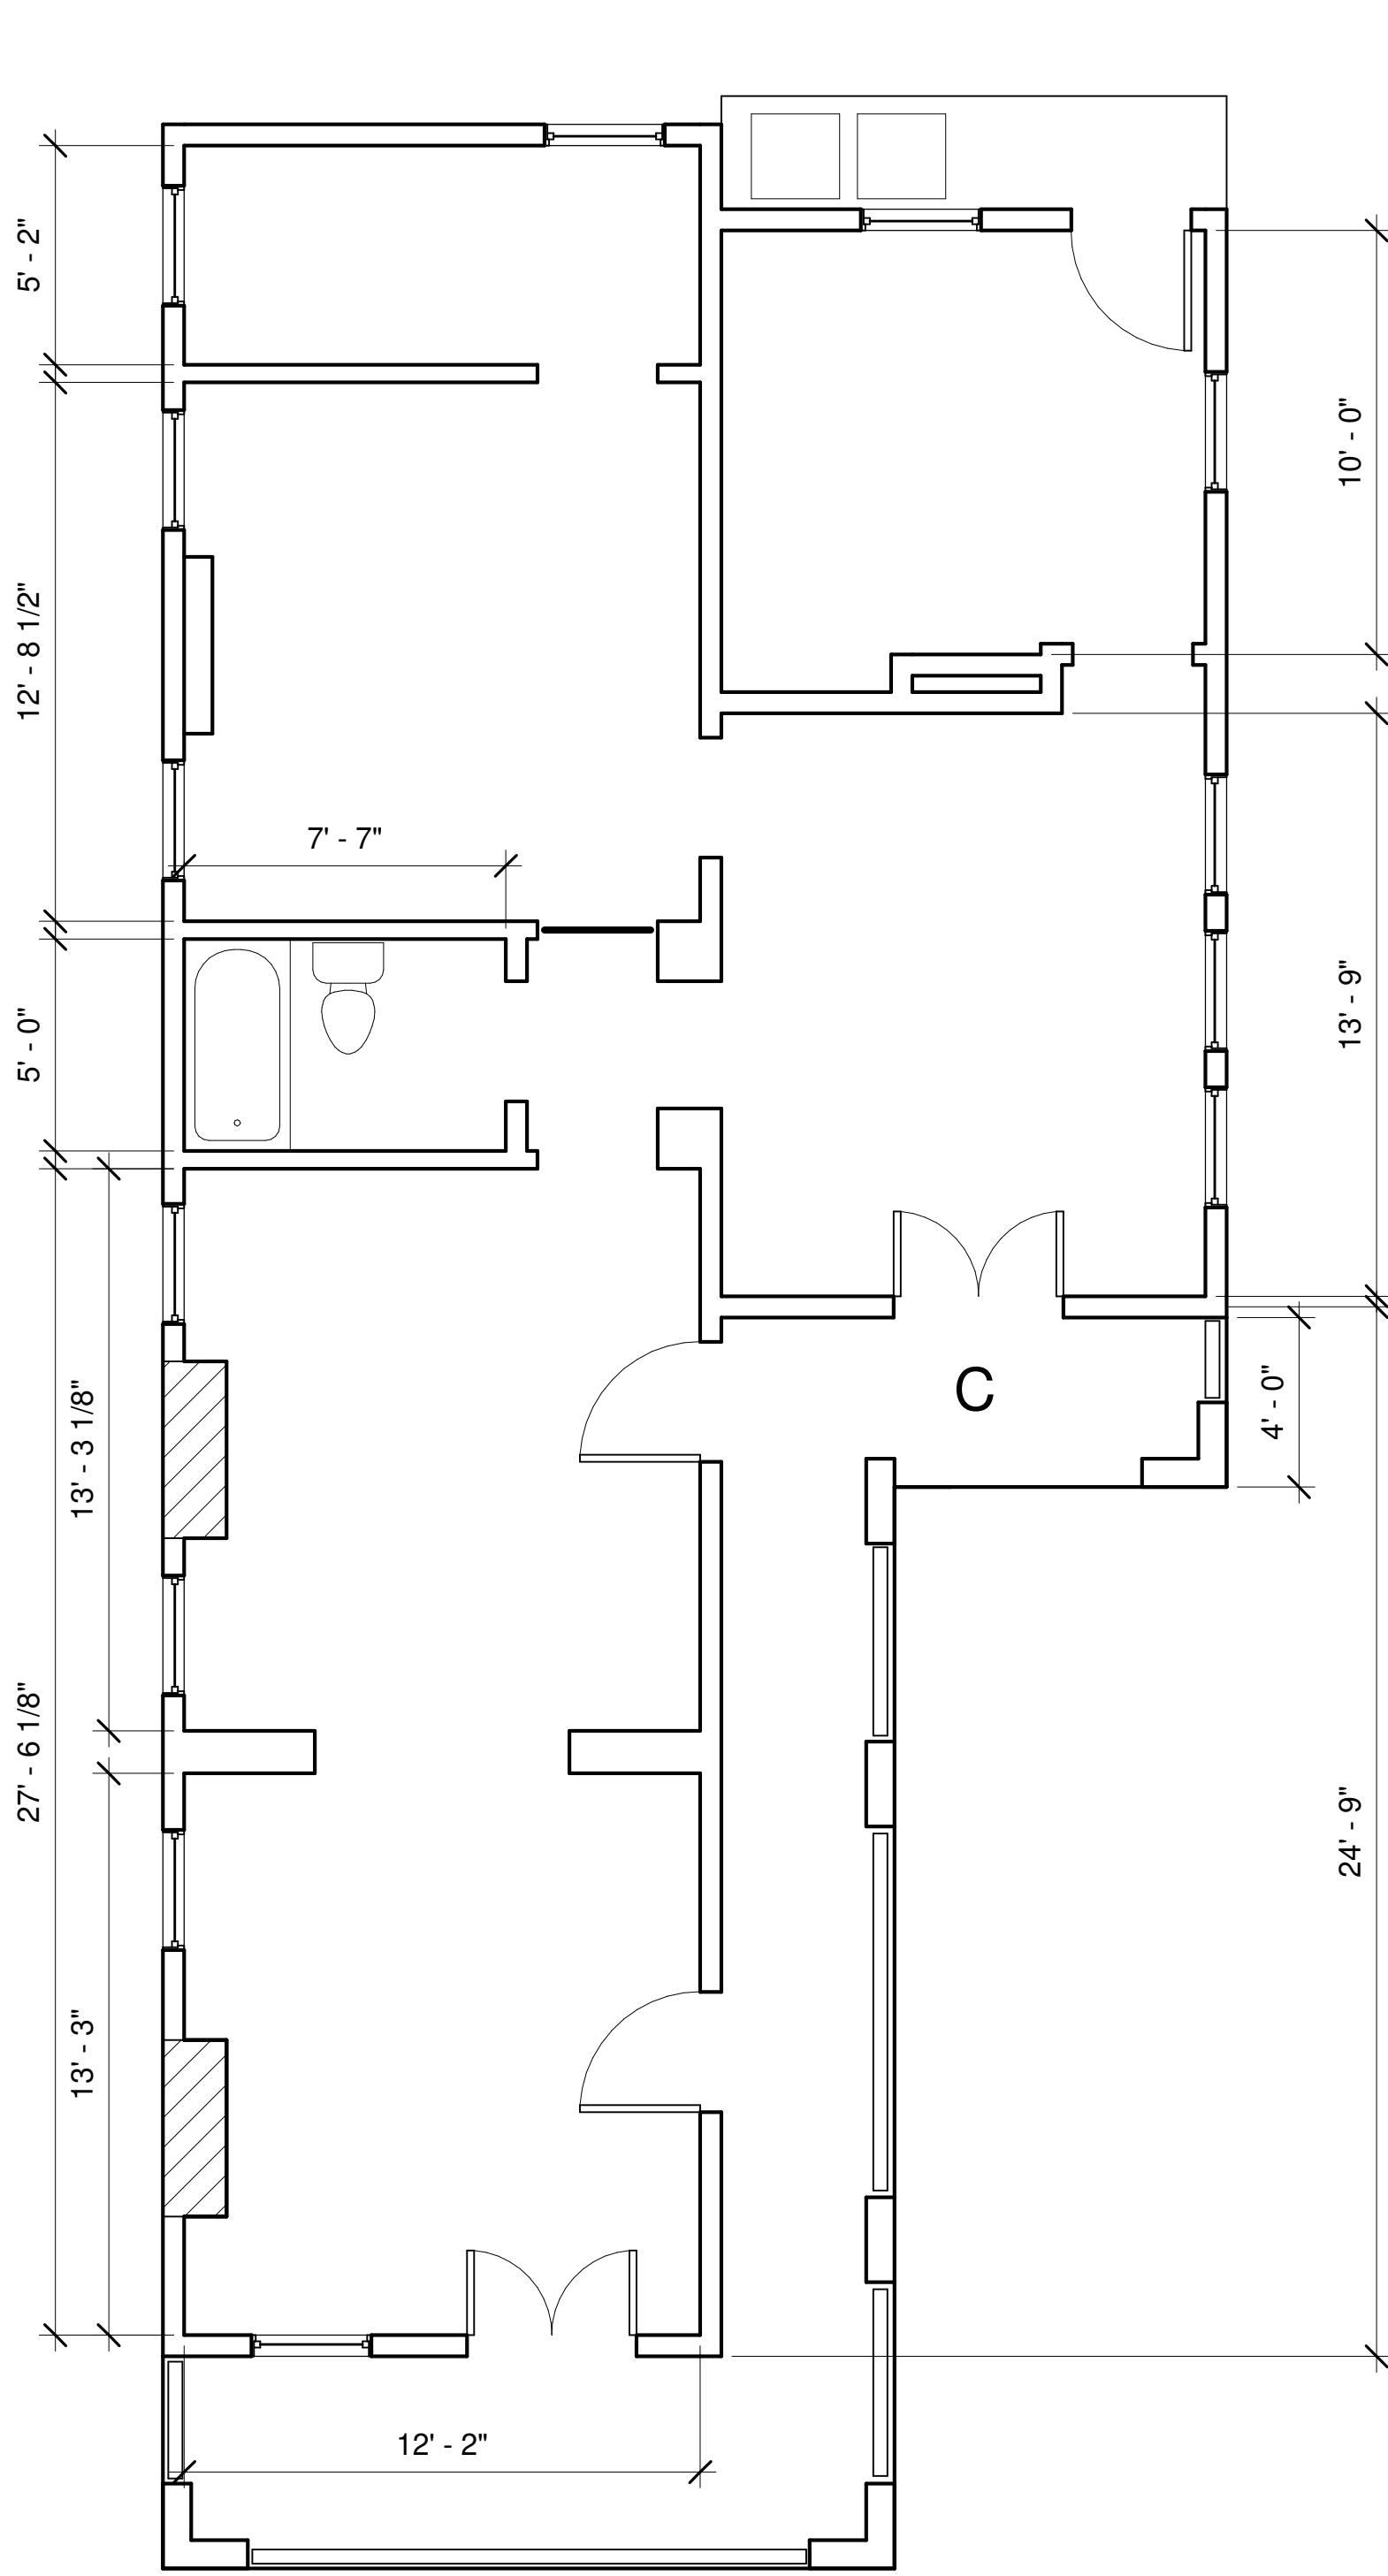 5' - 2"
10' - 0"
12' - 8 1/2"
7' - 7"
13' - 9"
5' - 0"
C
4' - 0"
13' - 3 1/8"
27' - 6 1/8"
24' - 9"
13' - 3"
12' - 2"